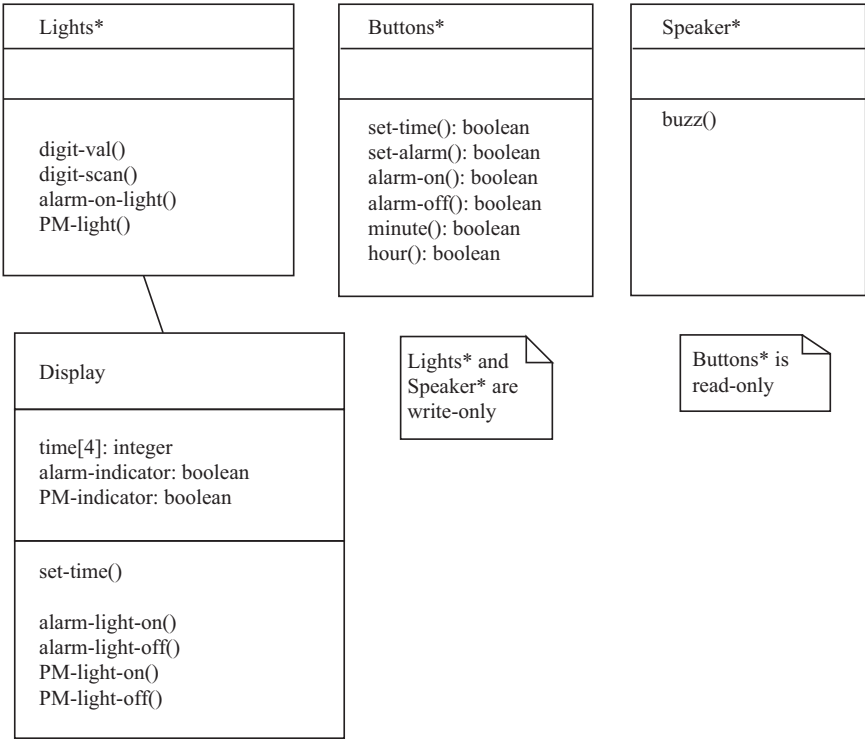 Lights*
digit-val()
digit-scan()
alarm-on-light()
PM-light()
Buttons*
set-time(): boolean
set-alarm(): boolean
alarm-on(): boolean
alarm-off(): boolean
minute(): boolean
hour(): boolean
Speaker*
buzz()
Display
time[4]: integer
alarm-indicator: boolean
PM-indicator: boolean
set-time()
alarm-light-on()
alarm-light-off()
PM-light-on()
PM-light-off()
Lights* and
Speaker* are
write-only
Buttons* is
read-only